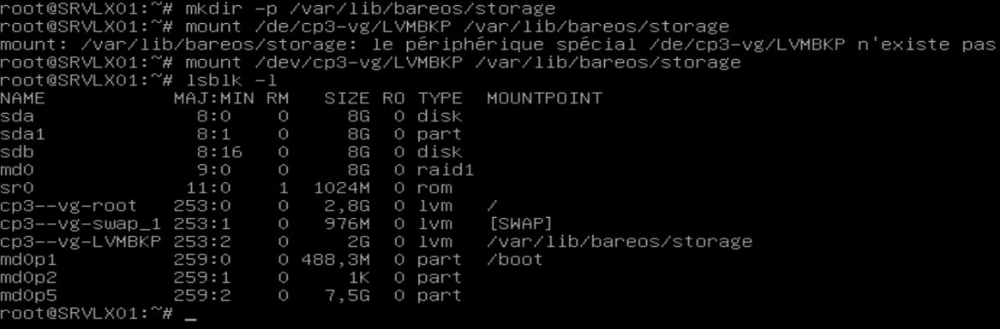 root@SRVLX01:~# mkdir -p /var/lib/bareos/storage
root@SRVLX01:~# mount /de/cp3-vg/LVMBKP /var/lib/bareos/storage
mount: /var/lib/bareos/storage: le périphérique spécial /de/cp3-vg/LVMBKP n'existe pas
root@SRVLX01:~# mount /dev/cp3-vg/LVMBKP /var/lib/bareos/storage
root@SRVLX01:~# lsblk -l
NAME MAJ:MIN RM SIZE RO TYPE MOUNTPOINT
sda 8:0 0 8G 0 disk
sda1 8:1 0 8G 0 part
sdb 8:16 0 8G 0 disk
md0 9:0 0 8G 0 raid1
sr0 11:0 1 1024M 0 rom
cp3--vg-root 253:0 0 2,8G 0 lvm /
cp3--vg-swap_1 253:1 0 976M 0 lvm [SWAP]
cp3--vg-LVMBKP 253:2 0 2G 0 lvm /var/lib/bareos/storage
md0p1 259:0 0 488,3M 0 part /boot
md0p2 259:1 0 1K 0 part
md0p5 259:2 0 7,5G 0 part
root@SRVLX01:~# _